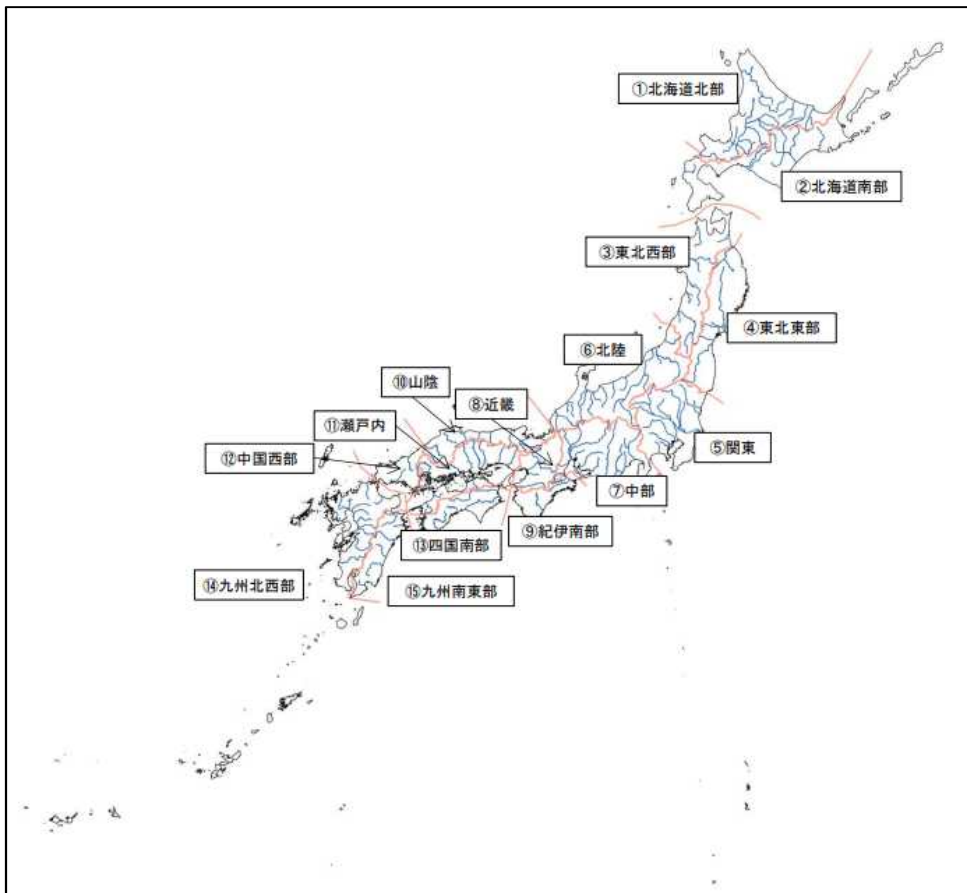 ①北海道北部
②北海道南部
③東北西部
④東北東部
⑥北陸
⑩山陰
⑧近畿
⑪瀬戸内
⑫中国西部
⑤関東
⑦中部
⑨紀伊南部
⑬四国南部
⑭九州北西部
⑮九州南東部